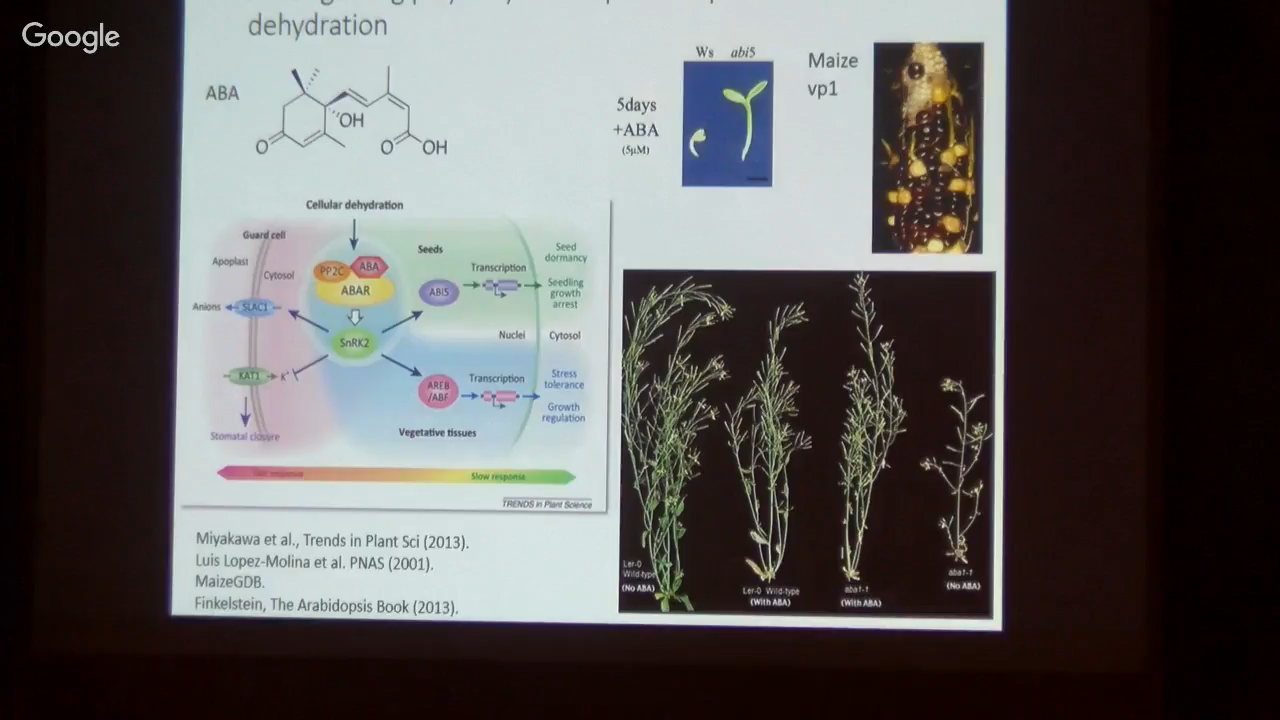 Google
dehydration
ABA
OH
O
O
OH
5days
+ABA
(5µM)
Ws abi5
Maize
vp1
Cellular dehydration
Guard cell
Apoplast
Cytosol
PP2C
ABA
ABAR
SnRK2
Anions
SLAC1
KAT1
K+
Stomatal closure
Seeds
ABI5
Transcription
Seed
dormancy
Seedling
growth
arrest
Nuclei
Cytosol
AREB
/ABF
Transcription
Stress
tolerance
Growth
regulation
Vegetative tissues
Slow response
TRENDS in Plant Science
Miyakawa et al., Trends in Plant Sci (2013).
Luis Lopez-Molina et al. PNAS (2001).
MaizeGDB.
Finkelstein, The Arabidopsis Book (2013).
Ler-0
Wild-type
(No ABA)
Ler-0 Wild-type
(With ABA)
aba1-1
(With ABA)
aba1-1
(No ABA)